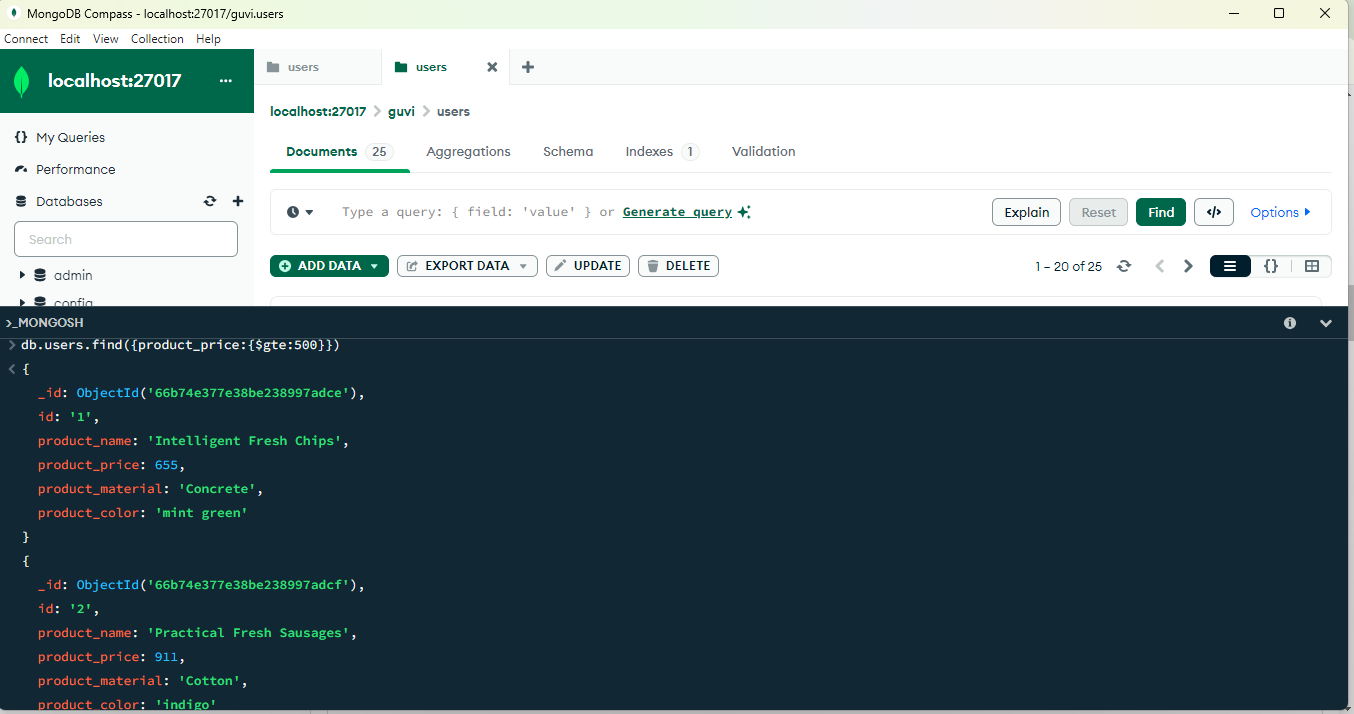 MongoDB Compass - localhost:27017/guvi.users
Connect Edit View Collection Help
localhost:27017 ...
users users
localhost:27017 > guvi > users
{} My Queries
Performance
Databases
Search
admin
config
Documents 25 Aggregations Schema Indexes 1 Validation
Type a query: { field: 'value' } or Generate query
Explain Reset Find </> Options
ADD DATA EXPORT DATA UPDATE DELETE
1 – 20 of 25 {}
>_MONGOSH
> db.users.find({product_price:{$gte:500}})
< {
_id: ObjectId('66b74e377e38be238997adce'),
id: '1',
product_name: 'Intelligent Fresh Chips',
product_price: 655,
product_material: 'Concrete',
product_color: 'mint green'
}
{
_id: ObjectId('66b74e377e38be238997adcf'),
id: '2',
product_name: 'Practical Fresh Sausages',
product_price: 911,
product_material: 'Cotton',
product_color: 'indigo'